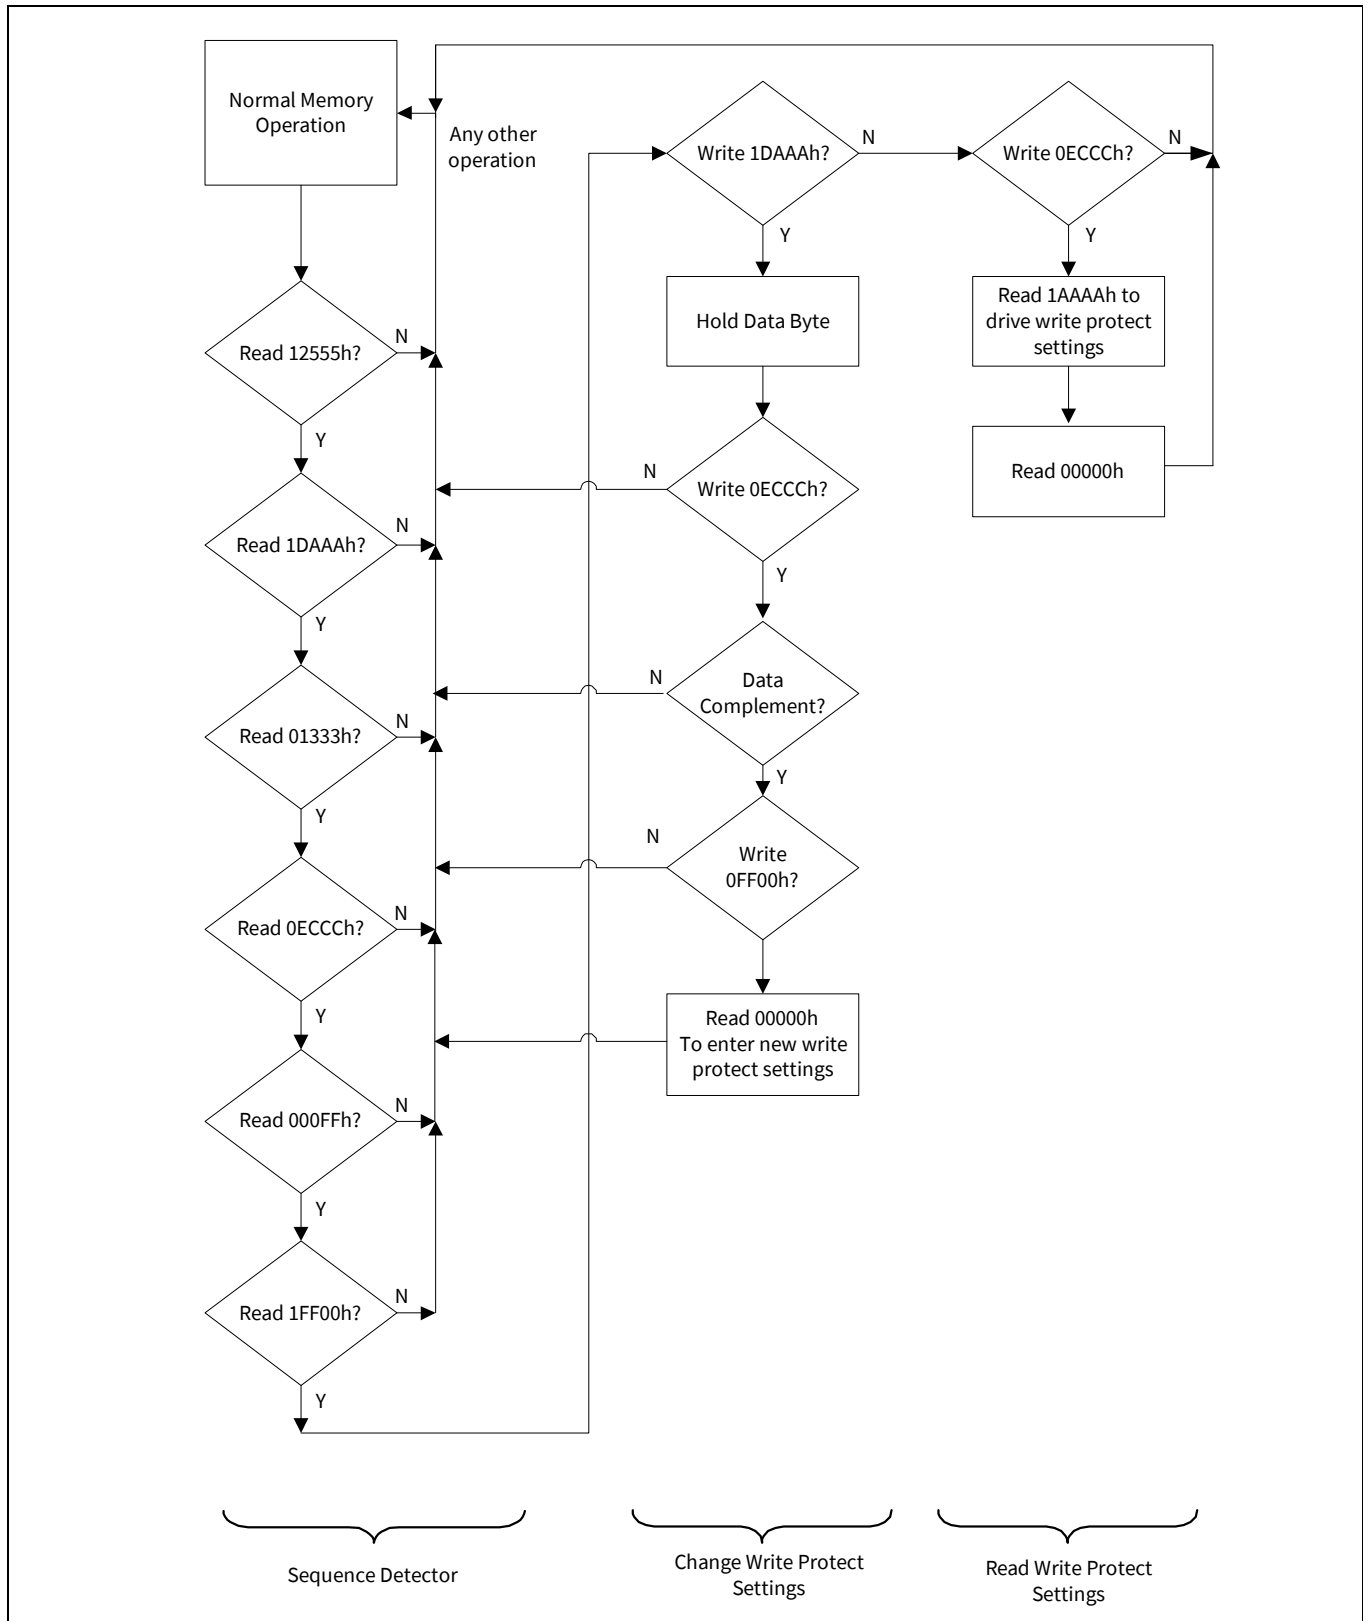 Normal Memory
Operation
Any other
operation
Read 12555h?
N
Y
Read 1DAAAh?
N
Y
Read 01333h?
N
Y
Read 0ECCCh?
N
Y
Read 000FFh?
N
Y
Read 1FF00h?
N
Y
Write 1DAAAh?
N
Y
Hold Data Byte
Write 0ECCCh?
N
Y
Data
Complement?
N
Y
Write
0FF00h?
N
Read 00000h
To enter new write
protect settings
Write 0ECCCh?
N
Y
Read 1AAAAh to
drive write protect
settings
Read 00000h
Sequence Detector
Change Write Protect
Settings
Read Write Protect
Settings